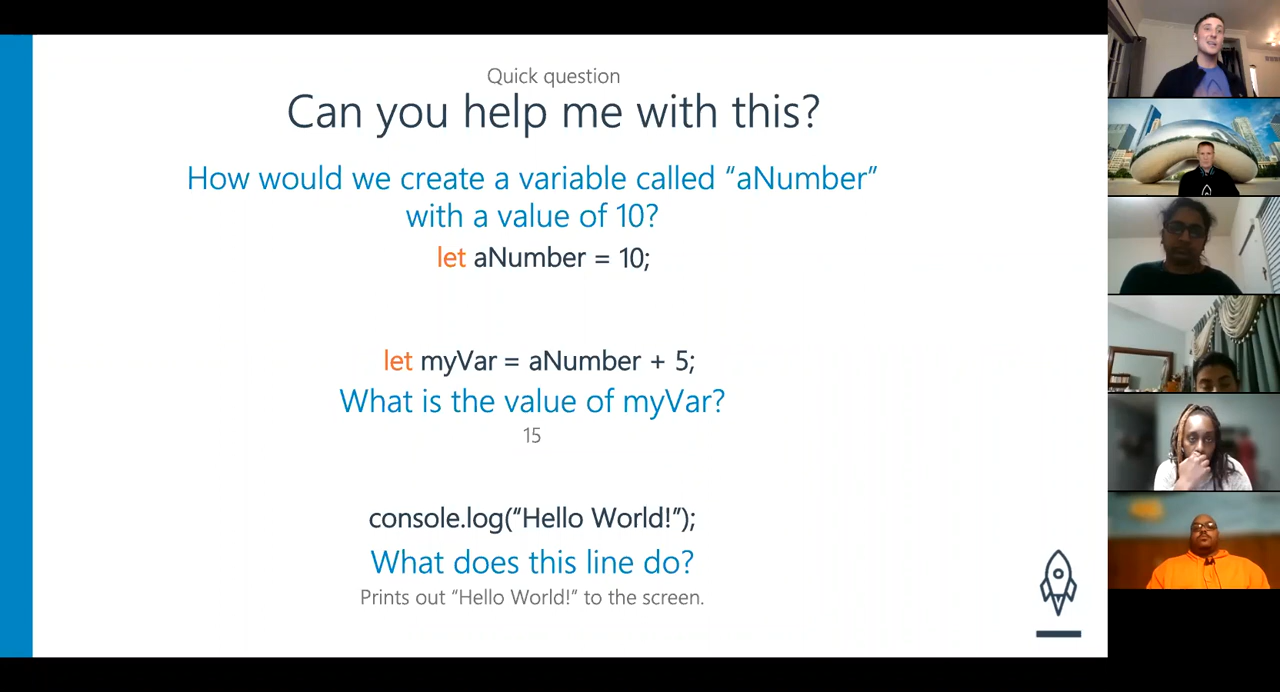 Quick question
Can you help me with this?
How would we create a variable called “aNumber”
with a value of 10?
let aNumber = 10;
let myVar = aNumber + 5;
What is the value of myVar?
15
console.log(“Hello World!”);
What does this line do?
Prints out “Hello World!” to the screen.